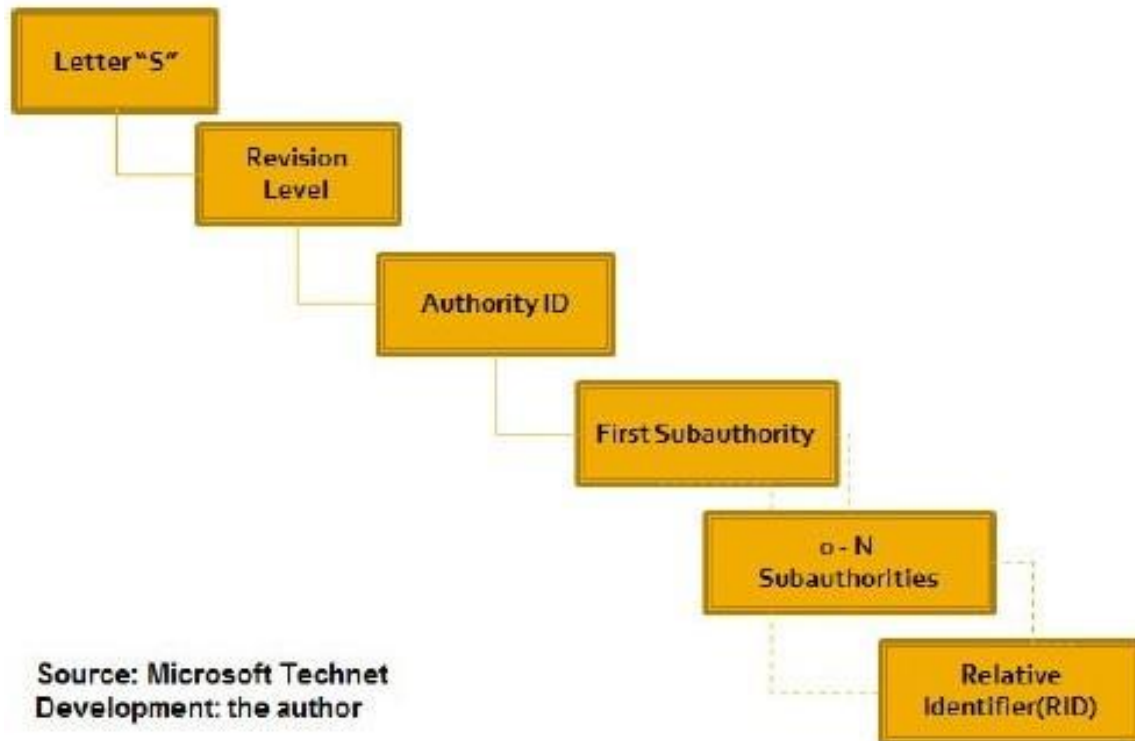 Letter “S”
Revision
Level
Authority ID
First Subauthority
o - N
Subauthorities
Relative
Identifier(RID)
Source: Microsoft Technet
Development: the author